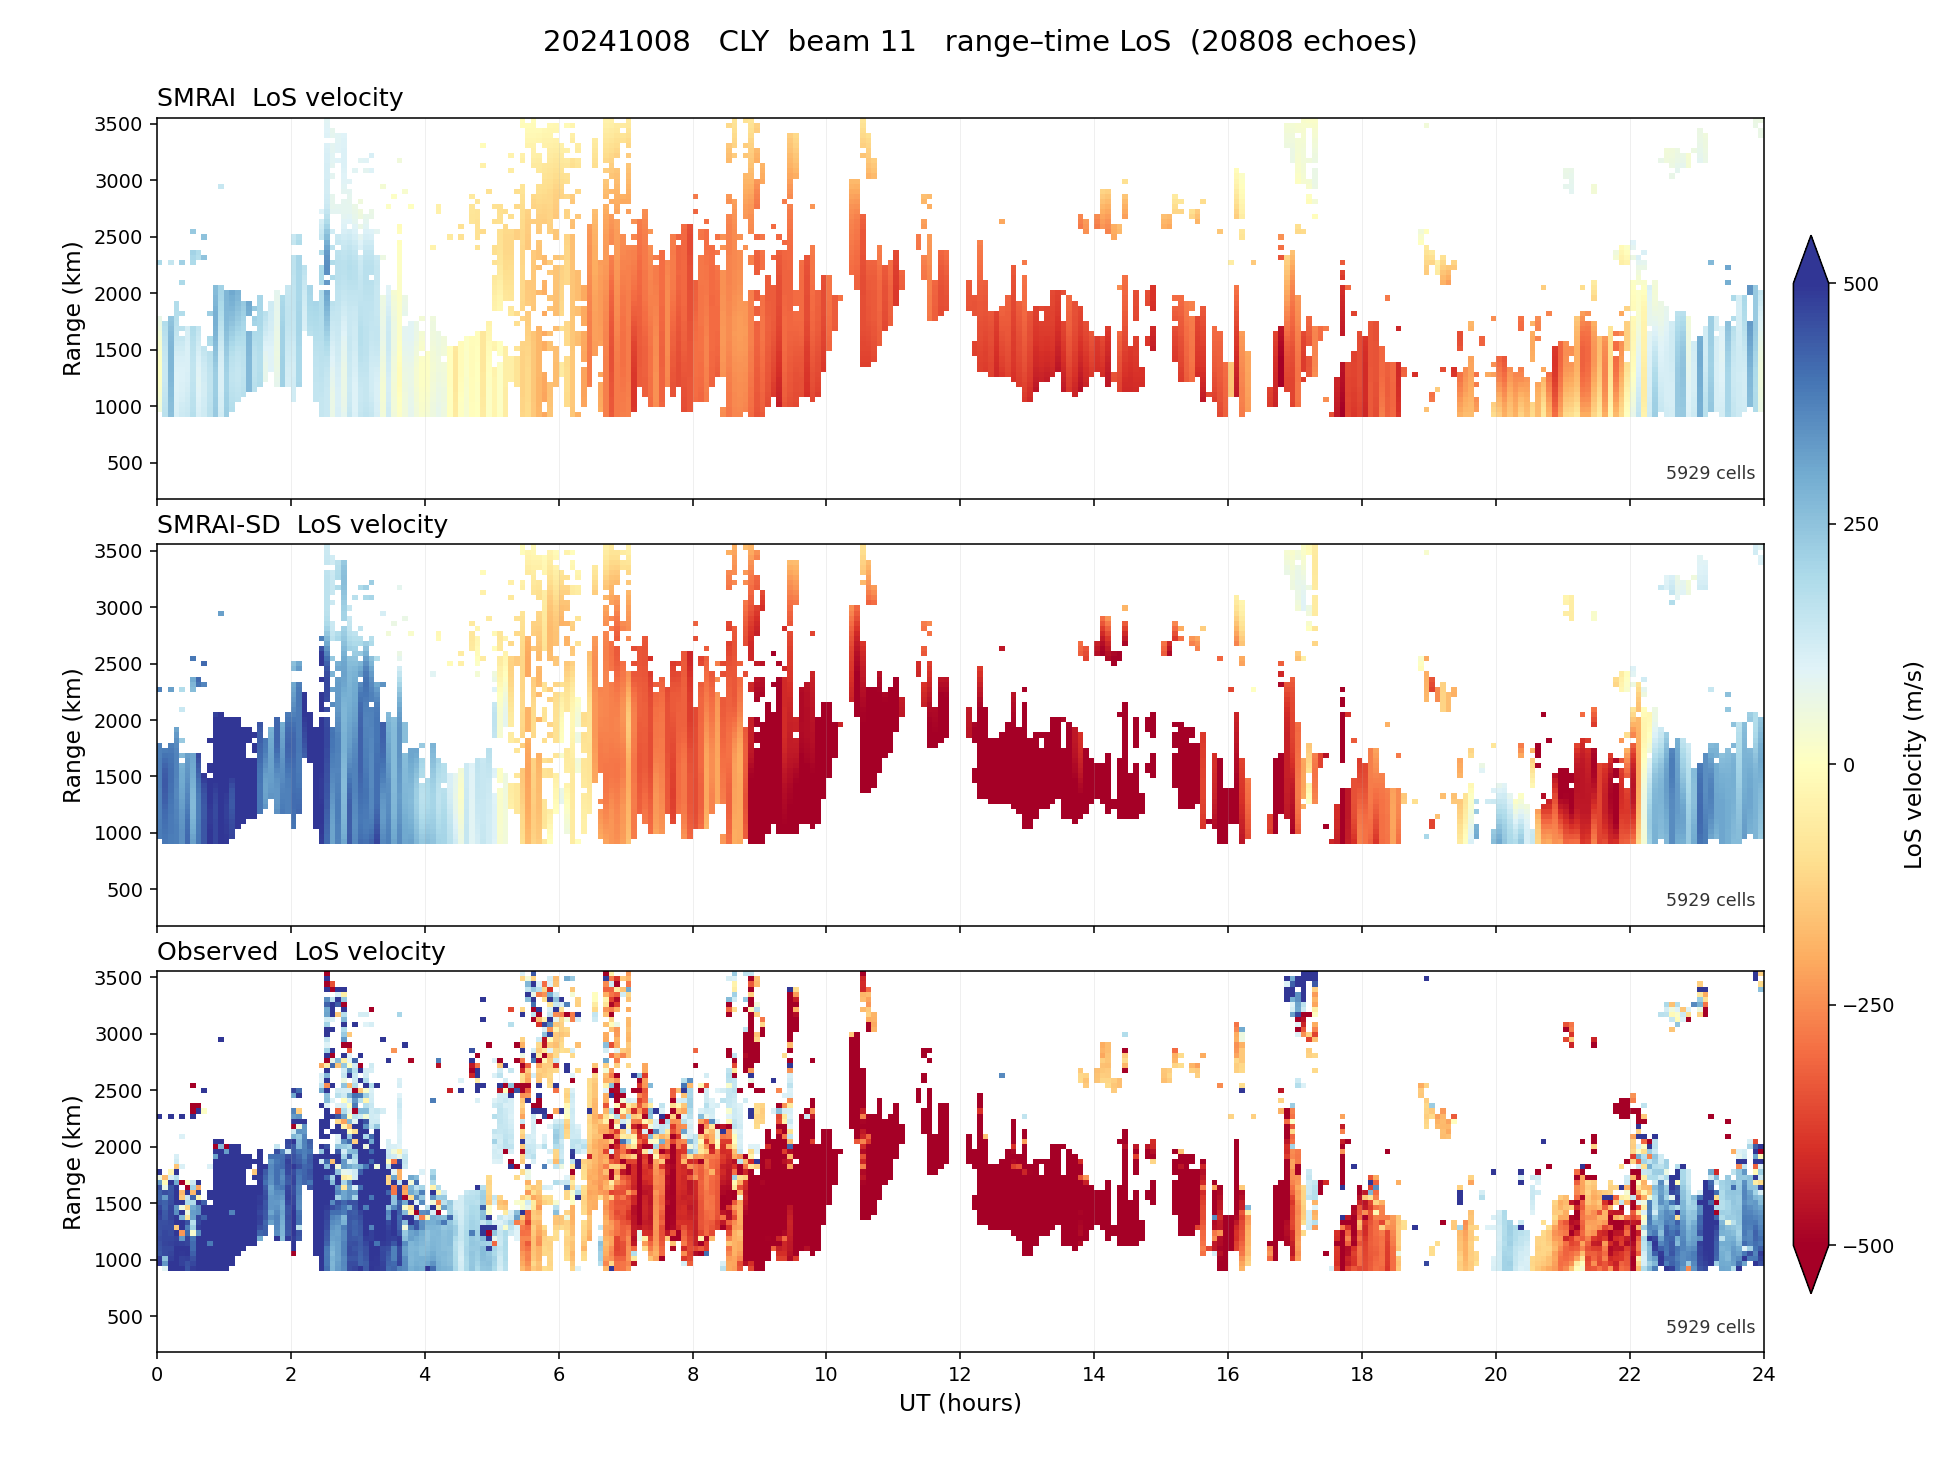 20241008   CLY  beam 11   range–time LoS  (20808 echoes)
SMRAI  LoS velocity
3500
3000
2500
2000
1500
1000
500
Range (km)
5929 cells
SMRAI-SD  LoS velocity
3500
3000
2500
2000
1500
1000
500
Range (km)
5929 cells
Observed  LoS velocity
3500
3000
2500
2000
1500
1000
500
Range (km)
5929 cells
0 2 4 6 8 10 12 14 16 18 20 22 24
UT (hours)
500
250
0
−250
−500
LoS velocity (m/s)